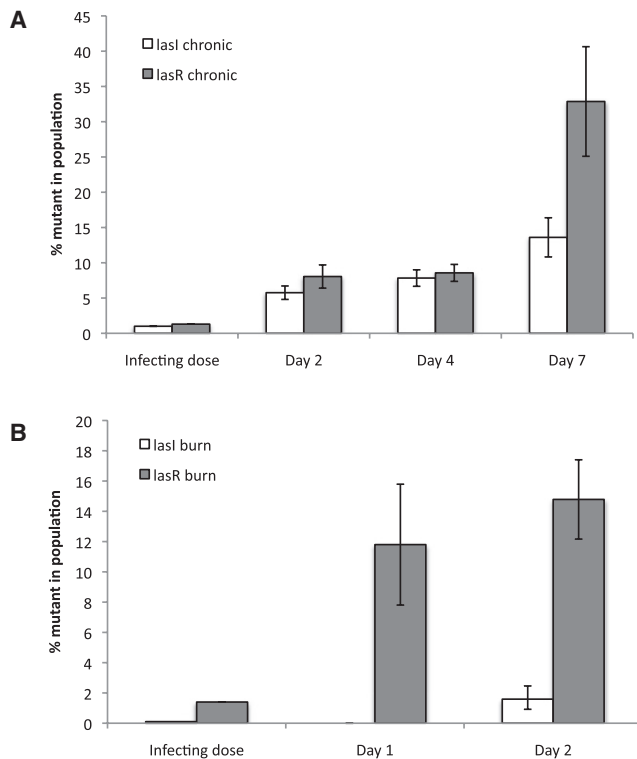 A
45
40
35
30
25
20
15
10
5
0
% mutant in population
lasI chronic
lasR chronic
Infecting dose Day 2 Day 4 Day 7
B
20
18
16
14
12
10
8
6
4
2
0
% mutant in population
lasI burn
lasR burn
Infecting dose Day 1 Day 2